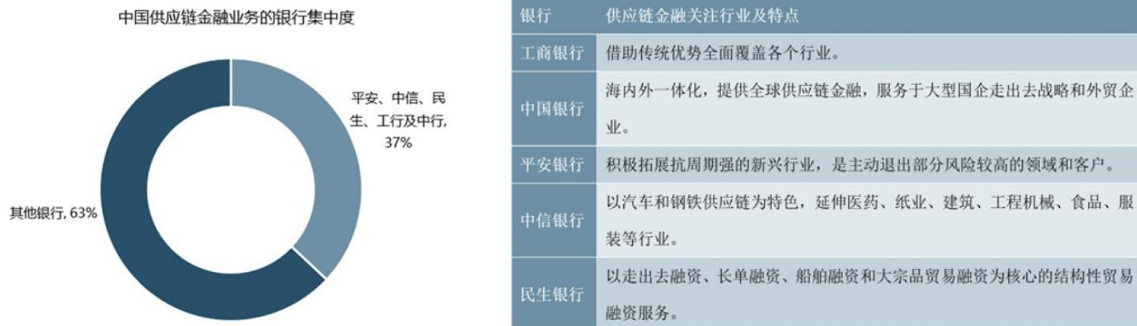 中国供应链金融业务的银行集中度
平安、中信、民
生、工行及中行,
37%
其他银行, 63%
银行 供应链金融关注行业及特点
工商银行 借助传统优势全面覆盖各个行业。
中国银行 海内外一体化，提供全球供应链金融，服务于大型国企走出去战略和外贸企
业。
平安银行 积极拓展抗周期强的新兴行业，是主动退出部分风险较高的领域和客户。
中信银行 以汽车和钢铁供应链为特色，延伸医药、纸业、建筑、工程机械、食品、服
装等行业。
民生银行 以走出去融资、长单融资、船舶融资和大宗品贸易融资为核心的结构性贸易
融资服务。